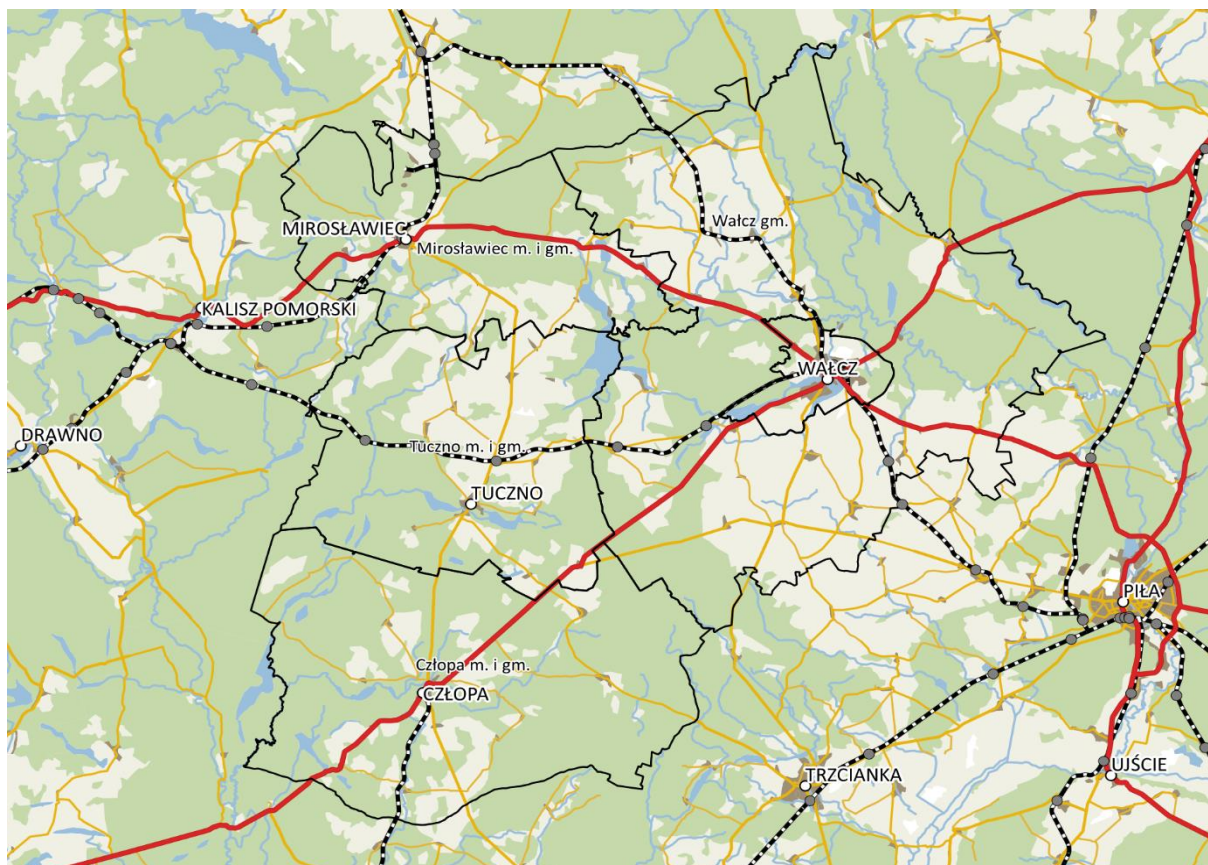 Wałcz gm.
MIROSŁAWIEC
Mirosławiec m. i gm.
KALISZ POMORSKI
WAŁCZ
DRAWNO
Tuczno m. i gm.
TUCZNO
PIŁA
Człopa m. i gm.
CZŁOPA
TRZCIANKA
UJŚCIE